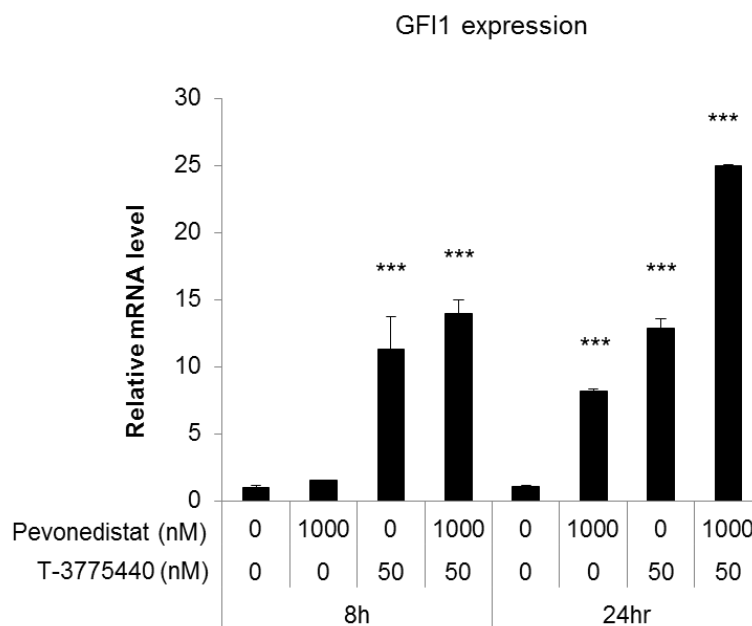 GFI1 expression
Relative mRNA level
30
25
20
15
10
5
0
***
***
***
***
***
Pevonedistat (nM) 0 1000 0 1000 0 1000 0 1000
T-3775440 (nM) 0 0 50 50 0 0 50 50
8h 24hr